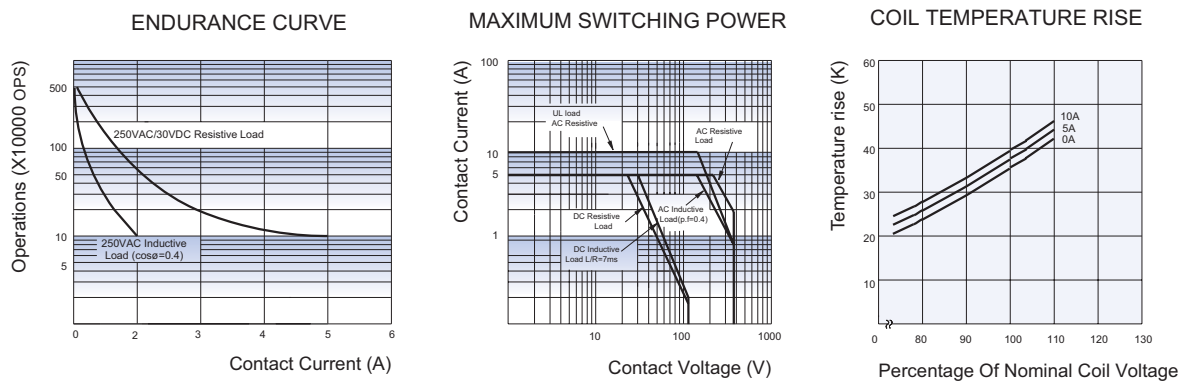 ENDURANCE CURVE
Operations (X10000 OPS)
500
100
50
10
5
250VAC/30VDC Resistive Load
250VAC Inductive
Load (cosø=0.4)
0
1
2
3
4
5
6
Contact Current (A)
MAXIMUM SWITCHING POWER
Contact Current (A)
100
10
5
1
UL load
AC Resistive
AC Resistive
Load
DC Resistive
Load
AC Inductive
Load(p.f=0.4)
DC Inductive
Load L/R=7ms
10
100
1000
Contact Voltage (V)
COIL TEMPERATURE RISE
Temperature rise (K)
60
50
40
30
20
10
10A
5A
0A
0
80
90
100
110
120
130
Percentage Of Nominal Coil Voltage